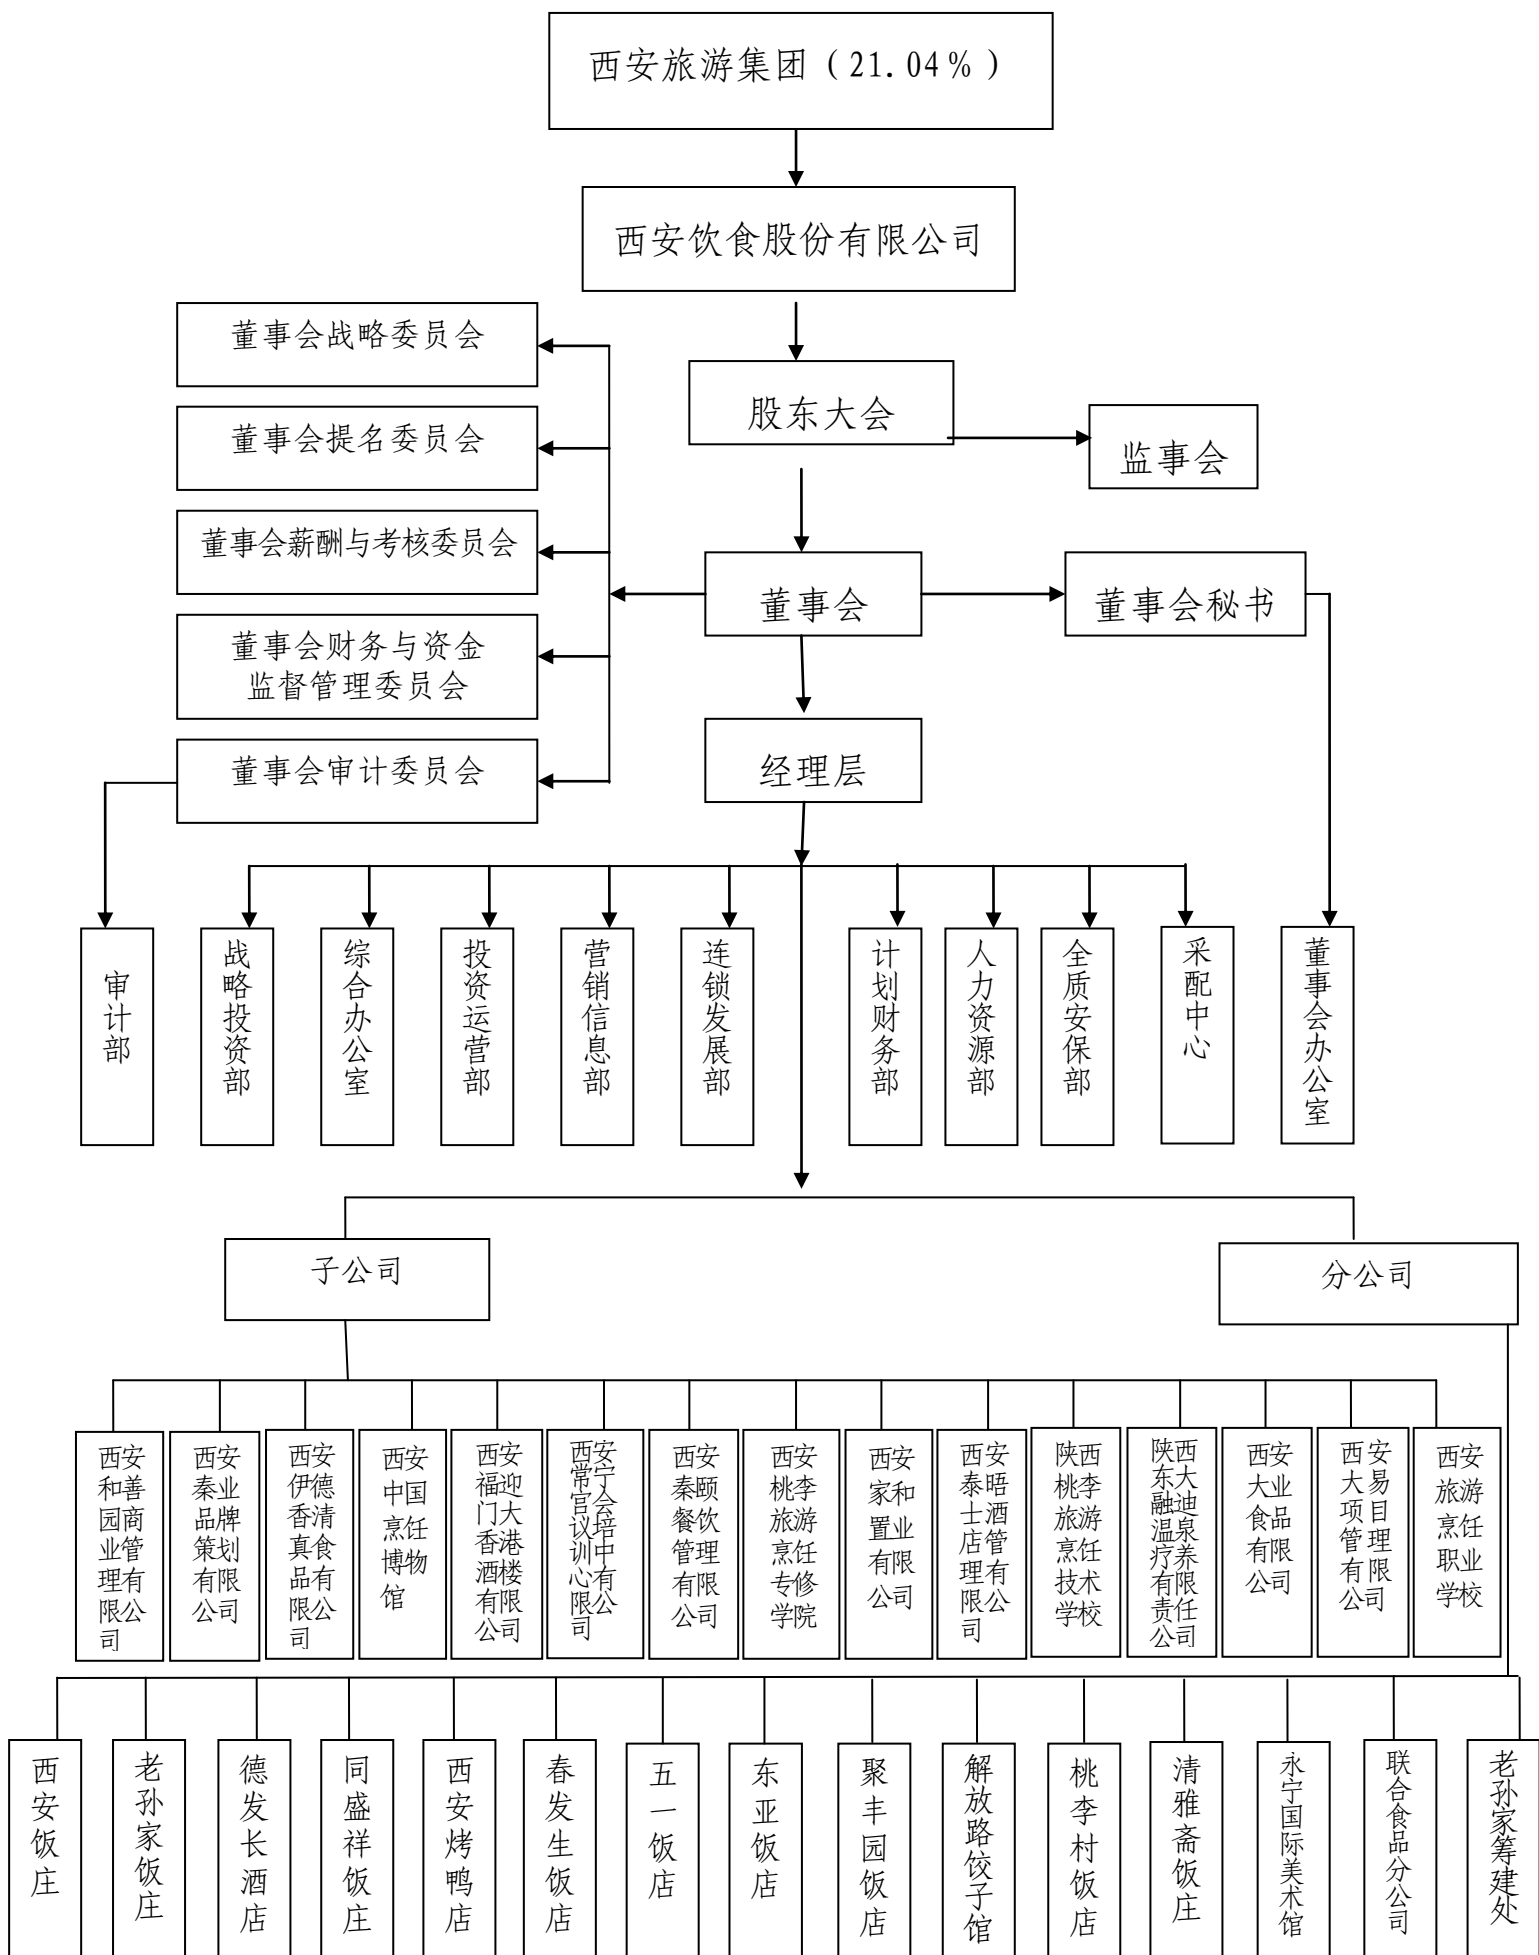 西安旅游集团（21.04%）
西安饮食股份有限公司
董事会战略委员会
股东大会
董事会提名委员会
监事会
董事会薪酬与考核委员会
董事会
董事会秘书
董事会财务与资金
监督管理委员会
经理层
董事会审计委员会
审计部
战略投资部
综合办公室
投资运营部
营销信息部
连锁发展部
计划财务部
人力资源部
全质安保部
采配中心
董事会办公室
子公司
分公司
西安
和善
园商
业管
理有
限公
司
西安
秦业
品牌
策划
有限
公司
西安
伊德
香清
真食
品有
限公
司
西安
中国
烹饪
博物
馆
西安
福迎
门大
香港
酒楼
有限
公司
西安
常宁
宫会
议培
训中
心有
限公
司
西安
秦颐
餐饮
管理
有限
公司
西安
桃李
旅游
烹饪
专修
学院
西安
家和
置业
有限
公司
西安
泰晤
士酒
店管
理有
限公
司
陕西
桃李
旅游
烹饪
技术
学校
陕西
东大
融迪
温泉
疗养
有限
责任
公司
西安
大业
食品
有限
公司
西安
大易
项目
管理
有限
公司
西安
旅游
烹饪
职业
学校
西安饭庄
老孙家饭庄
德发长酒店
同盛祥饭庄
西安烤鸭店
春发生饭店
五一饭店
东亚饭店
聚丰园饭店
解放路饺子馆
桃李村饭店
清雅斋饭庄
永宁国际美术馆
联合食品分公司
老孙家筹建处